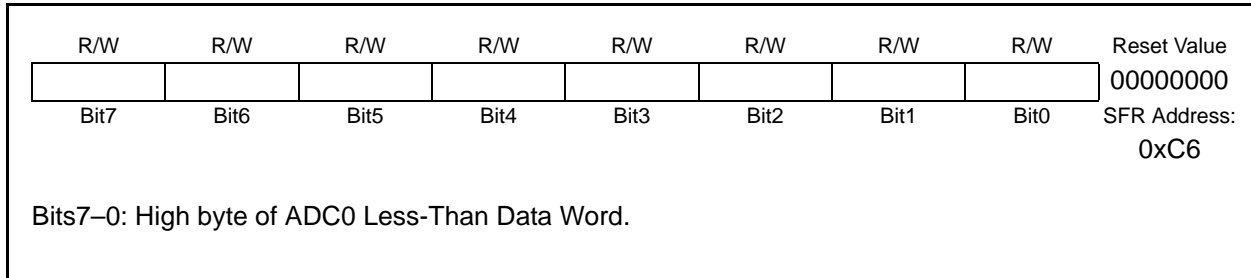 R/W R/W R/W R/W R/W R/W R/W R/W Reset Value
00000000
Bit7 Bit6 Bit5 Bit4 Bit3 Bit2 Bit1 Bit0 SFR Address:
0xC6
Bits7–0: High byte of ADC0 Less-Than Data Word.